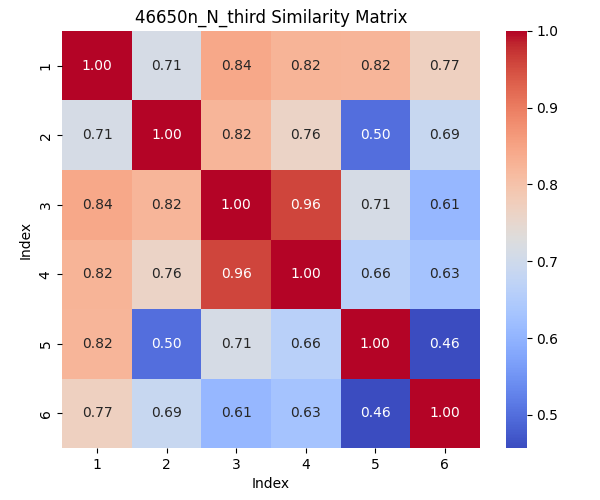 46650n_N_third Similarity Matrix
1 1.00 0.71 0.84 0.82 0.82 0.77
2 0.71 1.00 0.82 0.76 0.50 0.69
3 0.84 0.82 1.00 0.96 0.71 0.61
4 0.82 0.76 0.96 1.00 0.66 0.63
5 0.82 0.50 0.71 0.66 1.00 0.46
6 0.77 0.69 0.61 0.63 0.46 1.00
1 2 3 4 5 6
Index
Index
1.0
0.9
0.8
0.7
0.6
0.5